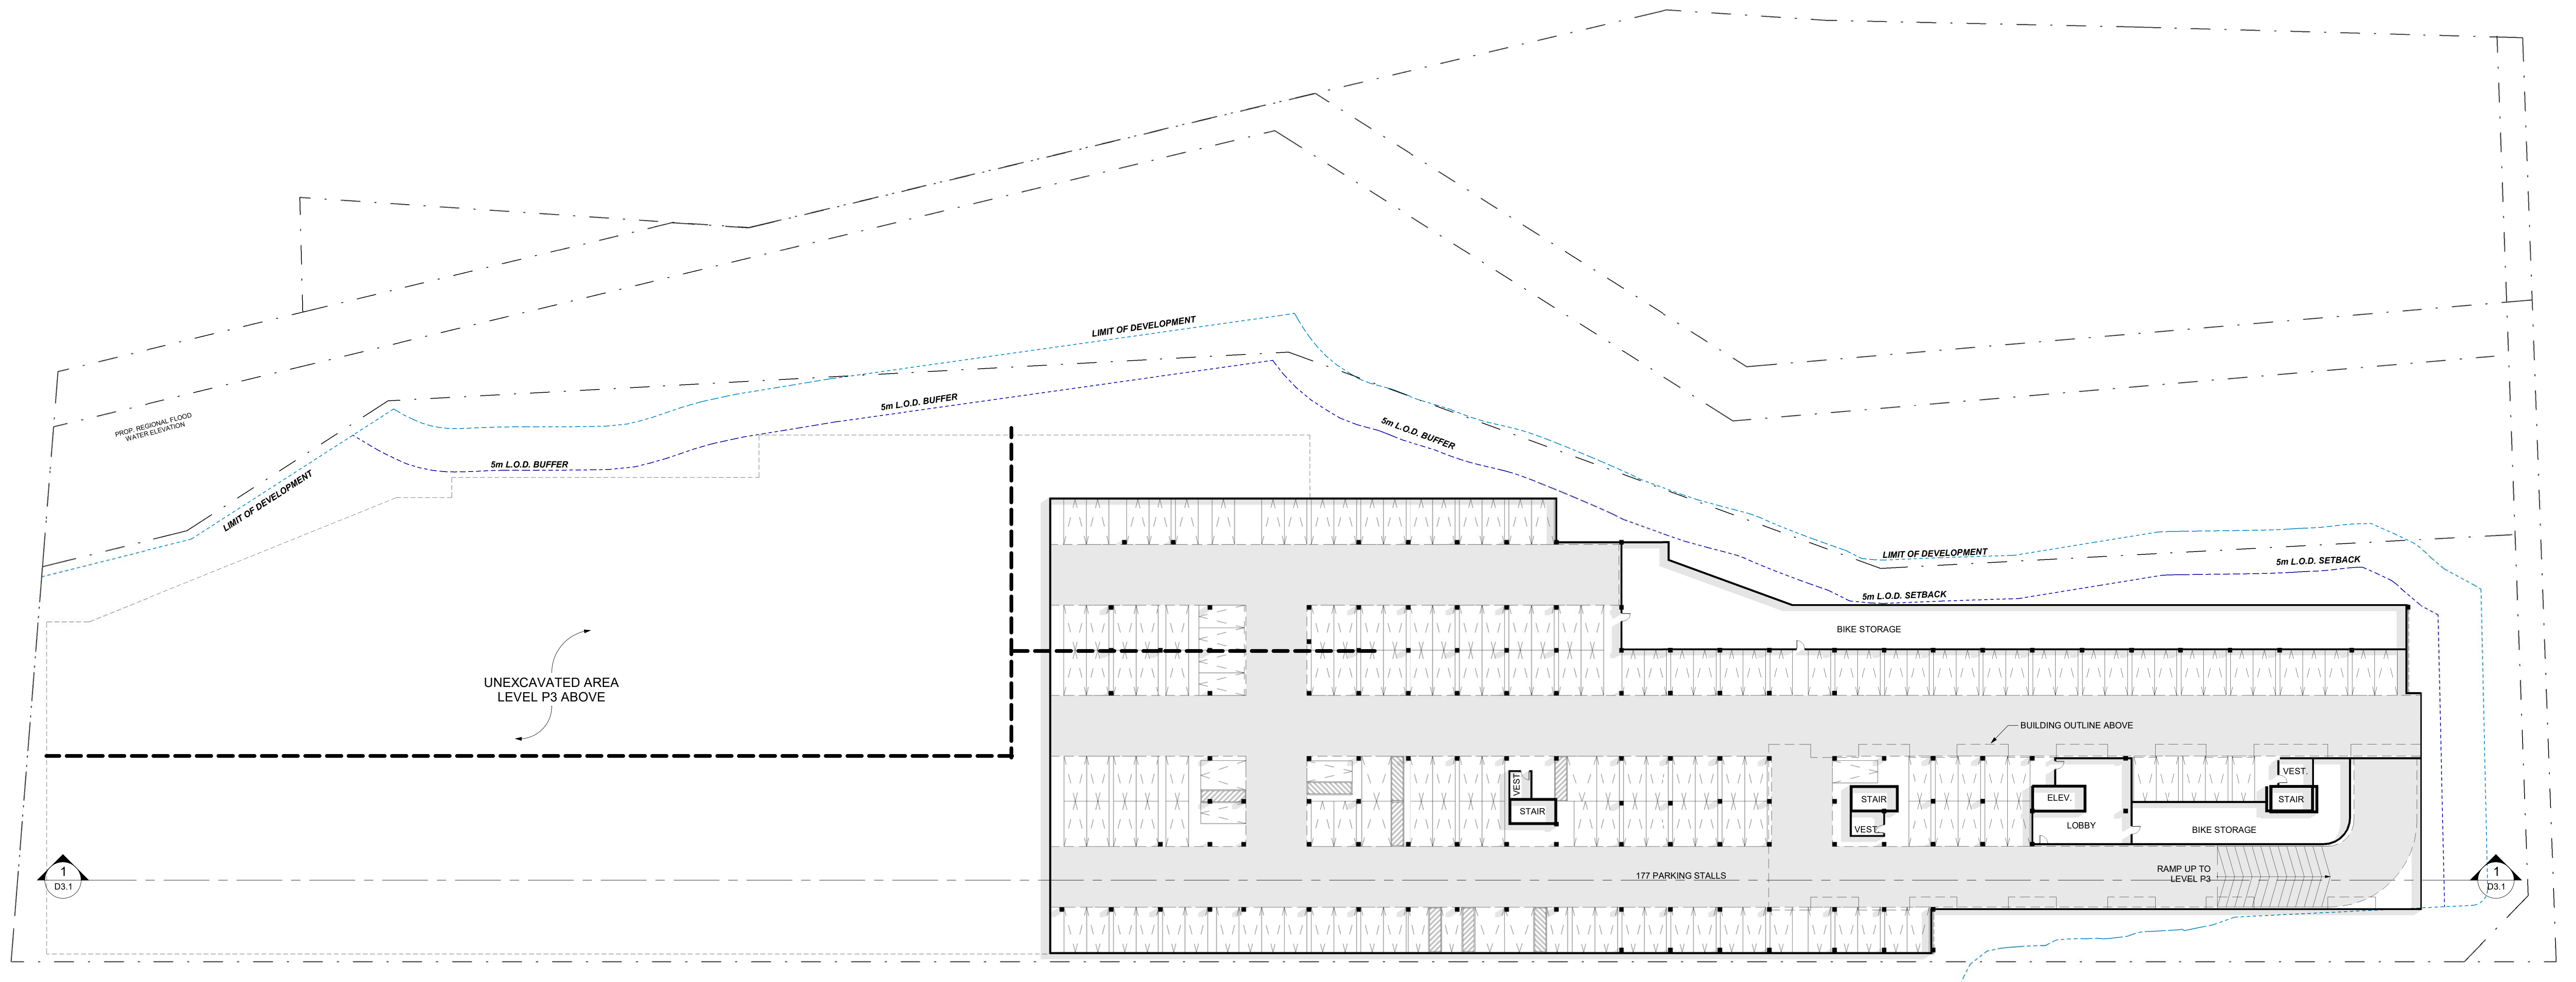 LIMIT OF DEVELOPMENT
5m L.O.D. BUFFER
PROP. REGIONAL FLOOD
WATER ELEVATION
5m L.O.D. BUFFER
5m L.O.D. BUFFER
LIMIT OF DEVELOPMENT
LIMIT OF DEVELOPMENT
5m L.O.D. SETBACK
5m L.O.D. SETBACK
BIKE STORAGE
UNEXCAVATED AREA
LEVEL P3 ABOVE
BUILDING OUTLINE ABOVE
VEST.
STAIR
STAIR
VEST.
ELEV.
LOBBY
VEST.
STAIR
BIKE STORAGE
1
D3.1
177 PARKING STALLS
RAMP UP TO
LEVEL P3
1
D3.1